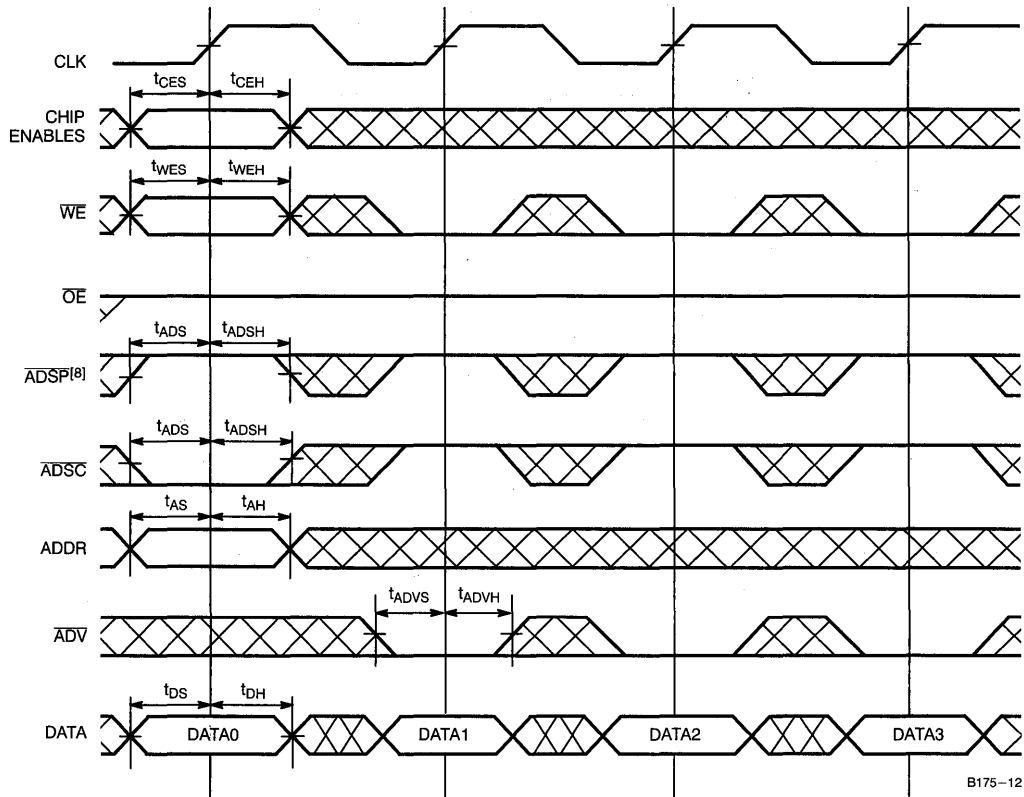 CLK
tCES tCEH
CHIP
ENABLES
tWES tWEH
WE
OE
tADS tADSH
ADSP[8]
tADS tADSH
ADSC
tAS tAH
ADDR
tADVS tADVH
ADV
tDS tDH
DATA DATA0 DATA1 DATA2 DATA3
B175-12